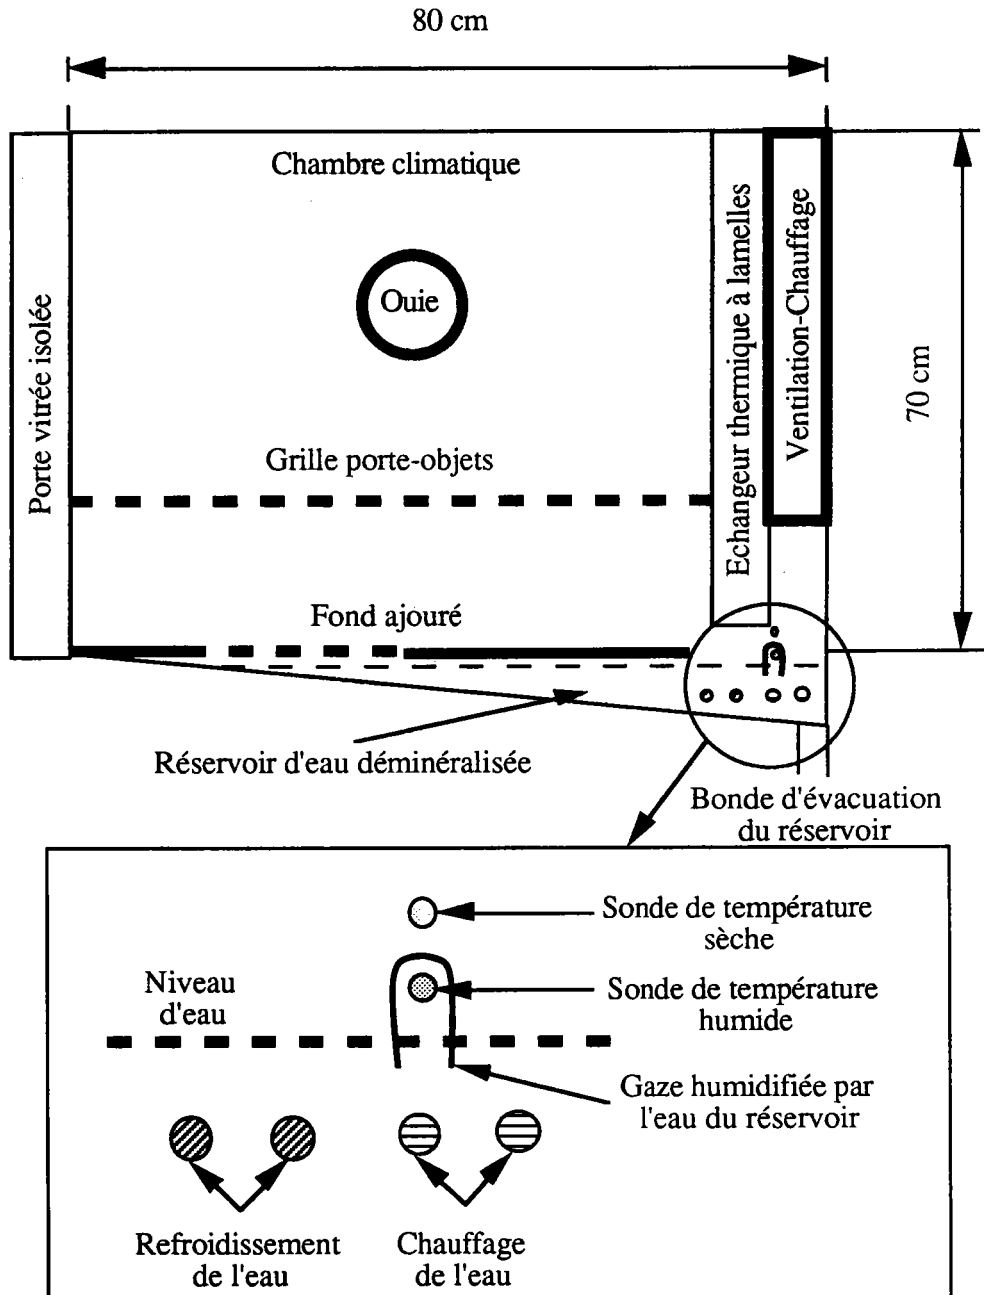 80 cm
Chambre climatique
Ouie
Porte vitrée isolée
Echangeur thermique à lamelles
Ventilation-Chauffage
70 cm
Grille porte-objets
Fond ajouré
Réservoir d'eau déminéralisée
Bonde d'évacuation
du réservoir
Sonde de température
sèche
Niveau
d'eau
Sonde de température
humide
Gaze humidifiée par
l'eau du réservoir
Refroidissement
de l'eau
Chauffage
de l'eau